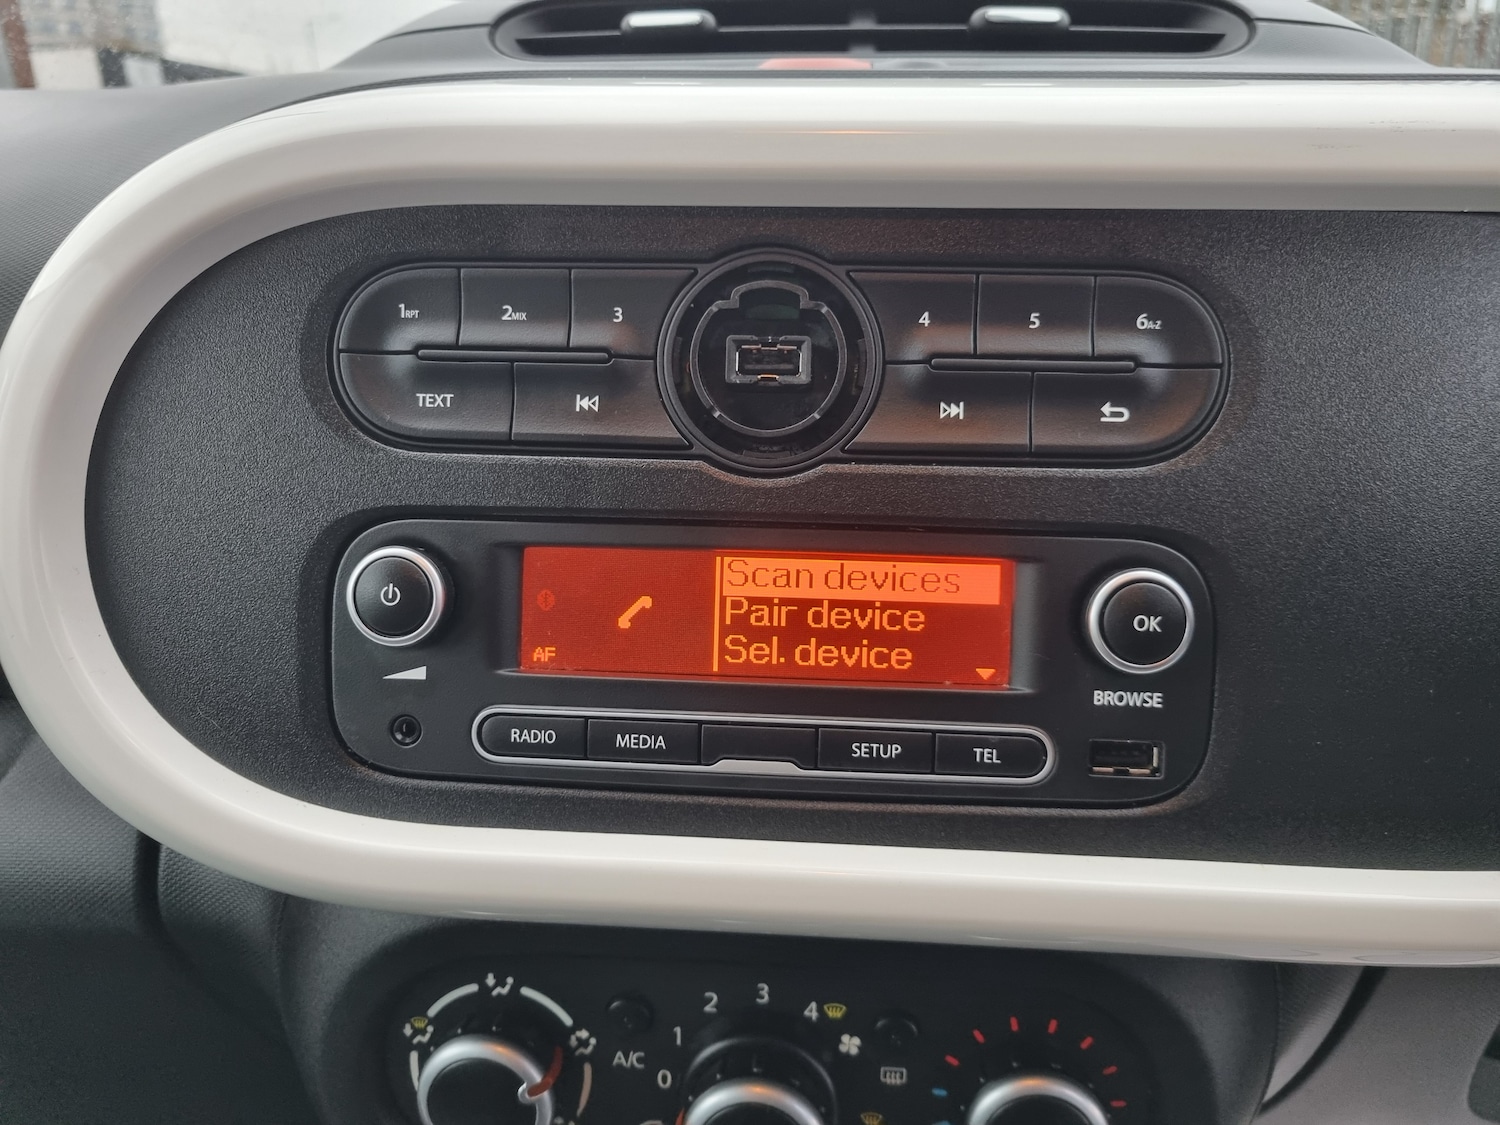 1RPT 2MIX 3 4 5 6A-Z
TEXT
AF
Scan devices
Pair device
Sel. device
OK
BROWSE
RADIO MEDIA SETUP TEL
A/C 0 1 2 3 4